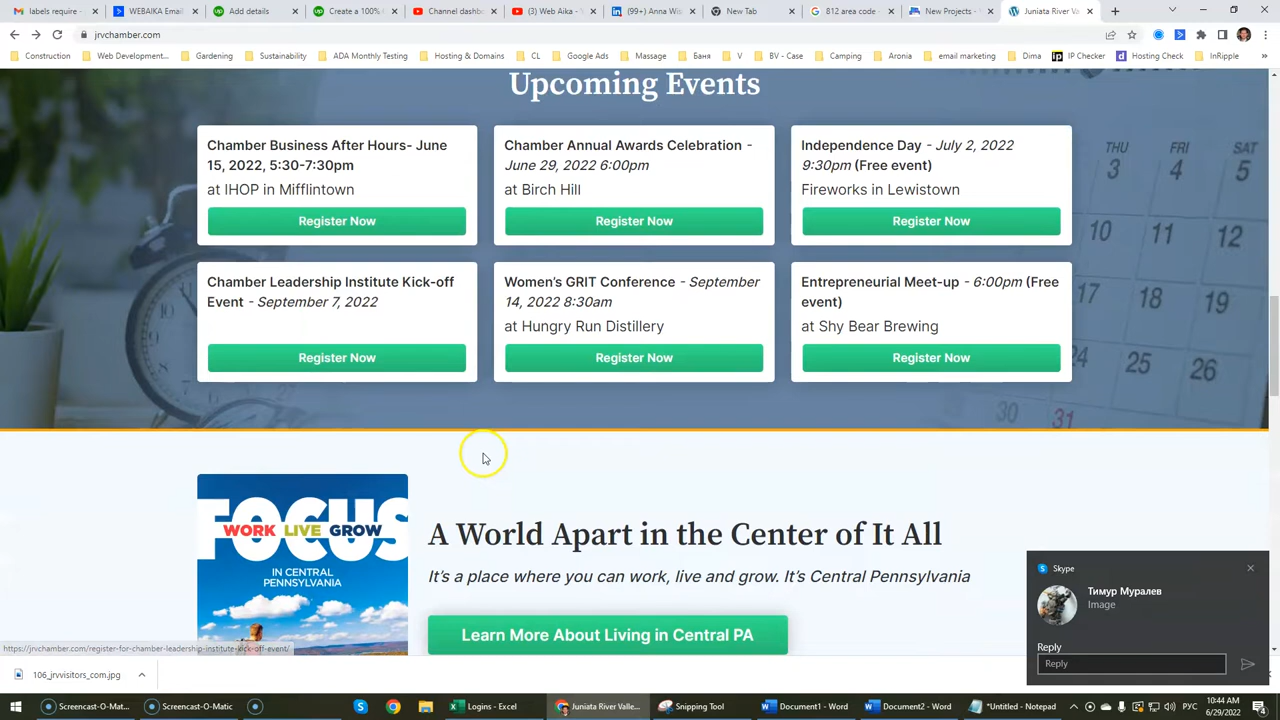 labels require -
WEBAIKA Email
Add details
Create a 100%
Channel dashbo
(3) Web Aika -
(99+) Anna Wis
New Tab
812 area code
New Projects -
Juniata River Va
jrvchamber.com
Construction
Web Development...
Gardening
Sustainability
ADA Monthly Testing
Hosting & Domains
CL
Google Ads
Massage
Баня
V
BV - Case
Camping
Aronia
email marketing
Dima
ip IP Checker
Hosting Check
InRipple
Upcoming Events
Chamber Business After Hours- June
15, 2022, 5:30-7:30pm
at IHOP in Mifflintown
Register Now
Chamber Annual Awards Celebration -
June 29, 2022 6:00pm
at Birch Hill
Register Now
Independence Day - July 2, 2022
9:30pm (Free event)
Fireworks in Lewistown
Register Now
Chamber Leadership Institute Kick-off
Event - September 7, 2022
Register Now
Women's GRIT Conference - September
14, 2022 8:30am
at Hungry Run Distillery
Register Now
Entrepreneurial Meet-up - 6:00pm (Free
event)
at Shy Bear Brewing
Register Now
THU FRI SAT
3 4 5
10 11 12
17 18 19
24 25 26
30 31
FOCUS
WORK LIVE GROW
IN CENTRAL
PENNSYLVANIA
A World Apart in the Center of It All
It's a place where you can work, live and grow. It's Central Pennsylvania
Learn More About Living in Central PA
Skype
Тимур Муралев
Image
Reply
Reply
https://jrvchamber.com/register-for-chamber-leadership-institute-kick-off-event/
106_jrvvisitors_com.jpg
Screencast-O-Mat...
Screencast-O-Matic
Logins - Excel
Juniata River Valle...
Snipping Tool
Document1 - Word
Document2 - Word
*Untitled - Notepad
РУС
10:44 AM
6/29/2022